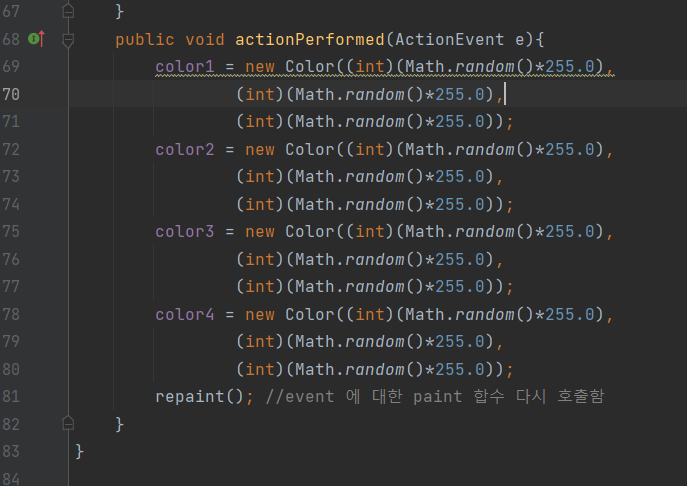 67 }
68 public void actionPerformed(ActionEvent e){
69 color1 = new Color((int)(Math.random()*255.0),
70 (int)(Math.random()*255.0),
71 (int)(Math.random()*255.0));
72 color2 = new Color((int)(Math.random()*255.0),
73 (int)(Math.random()*255.0),
74 (int)(Math.random()*255.0));
75 color3 = new Color((int)(Math.random()*255.0),
76 (int)(Math.random()*255.0),
77 (int)(Math.random()*255.0));
78 color4 = new Color((int)(Math.random()*255.0),
79 (int)(Math.random()*255.0),
80 (int)(Math.random()*255.0));
81 repaint(); //event 에 대한 paint 합수 다시 호출함
82 }
83 }
84